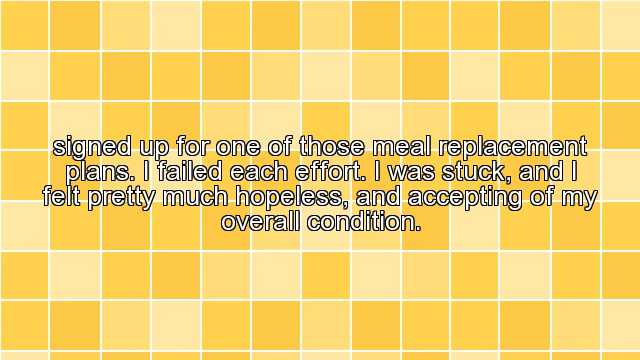 signed up for one of those meal replacement
plans. I failed each effort. I was stuck, and I
felt pretty much hopeless, and accepting of my
overall condition.